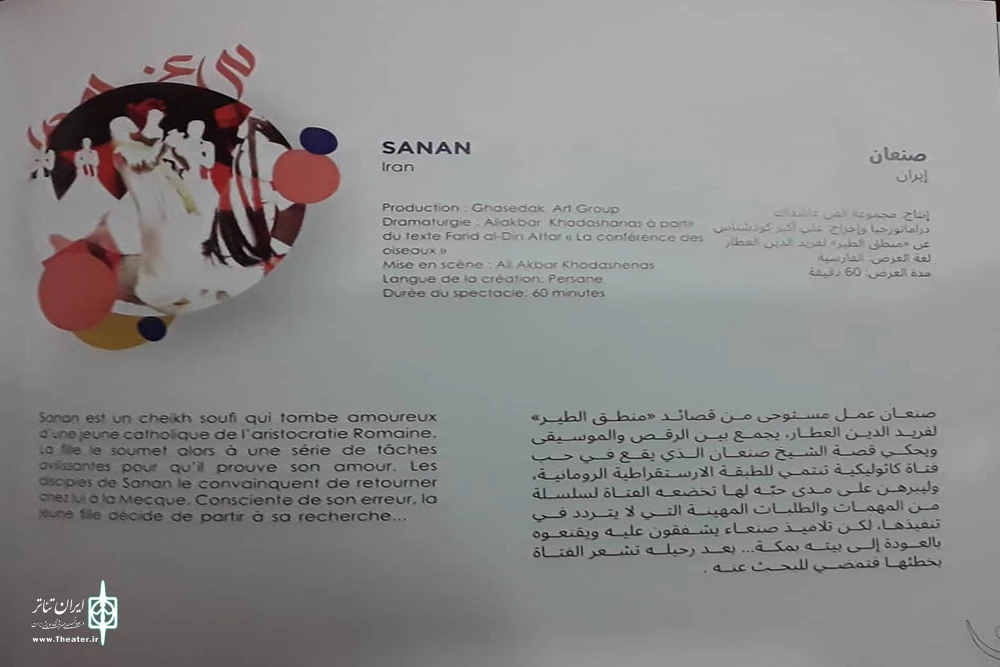 SANAN
Iran
Production : Ghasedak Art Group
Dramaturgie : Aliakbar Khadashanas à partir
du texte Farid al-Din Attar « La conférence des
oiseaux »
Mise en scène : Ali Akbar Khodashenas
Langue de la création: Persane
Durée du spectacle: 60 minutes
صنعان
إيران
إنتاج: مجموعة الفن غاشداك
دراماتورجيا وإخراج: علي أكبر كودشناس
عن «منطق الطير» لفريد الدين العطار
لغة العرض: الفارسية
مدة العرض: 60 دقيقة
Sanan est un cheikh soufi qui tombe amoureux
d'une jeune catholique de l'aristocratie Romaine.
La fille le soumet alors à une série de tâches
avilissantes pour qu'il prouve son amour. Les
disciples de Sanan le convainquent de retourner
chez lui à la Mecque. Consciente de son erreur, la
jeune fille décide de partir à sa recherche...
صنعان عمل مستوحى من قصائد «منطق الطير»
لفريد الدين العطار، يجمع بين الرقص والموسيقى
ويحكي قصة الشيخ صنعان الذي يقع في حب
فتاة كاثوليكية تنتمي للطبقة الارستقراطية الرومانية،
وليبرهن على مدى حبّه لها تخضعه الفتاة لسلسلة
من المهمات والطلبات المهينة التي لا يتردد في
تنفيذها، لكن تلاميذ صنعاء يشفقون عليه ويقنعوه
بالعودة إلى بيته بمكة... بعد رحيله تشعر الفتاة
بخطئها فتمضي للبحث عنه .
ایران تئاتر
www.Theater.ir